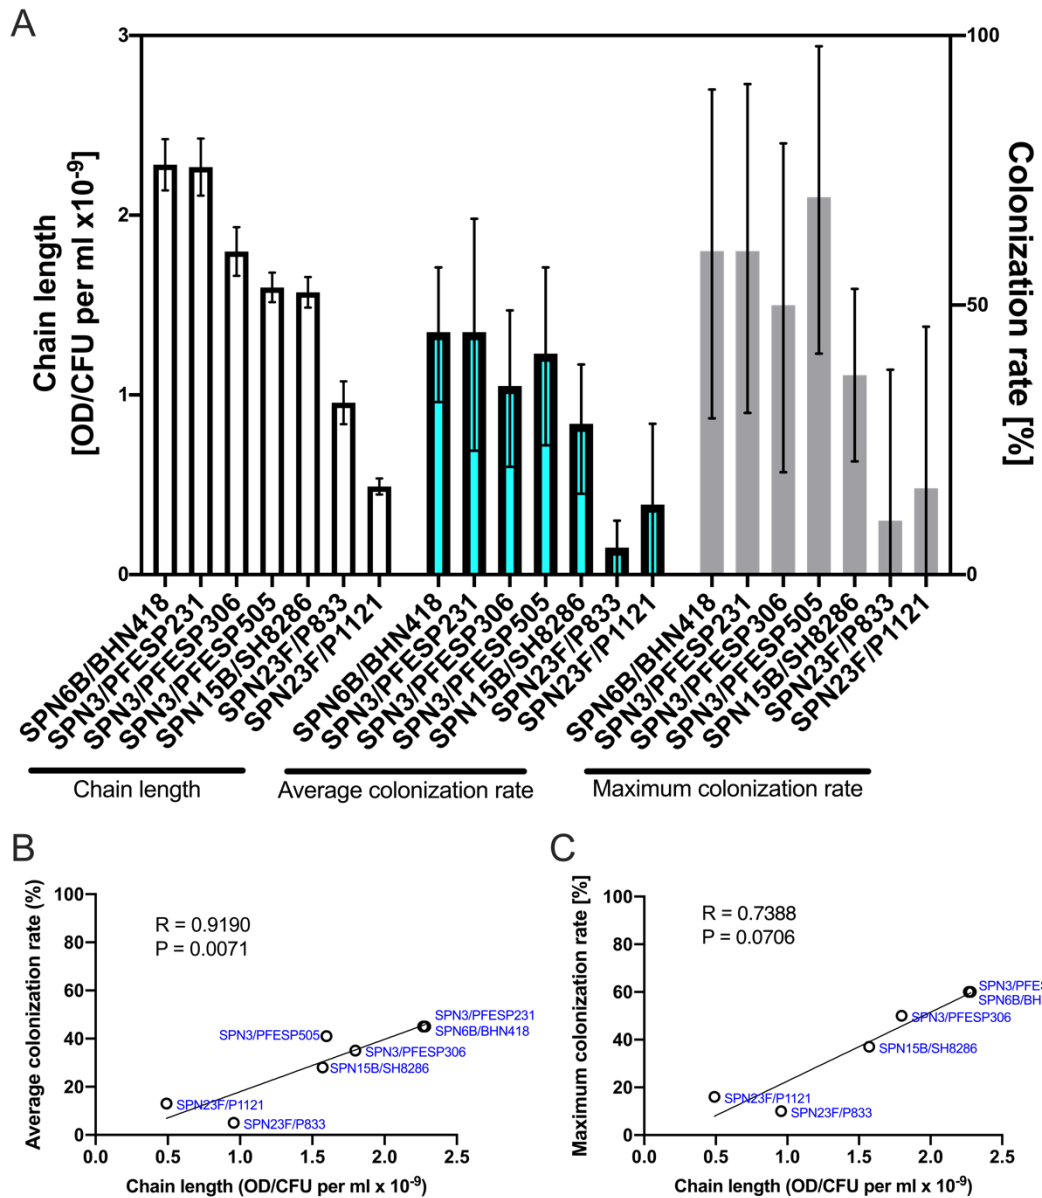 A
3
2
1
0
Chain length
[OD/CFU per ml x10-9]
100
50
0
Colonization rate [%]
SPN6B/BHN418
SPN3/PFESP231
SPN3/PFESP306
SPN3/PFESP505
SPN15B/SH8286
SPN23F/P833
SPN23F/P1121
SPN6B/BHN418
SPN3/PFESP231
SPN3/PFESP306
SPN3/PFESP505
SPN15B/SH8286
SPN23F/P833
SPN23F/P1121
SPN6B/BHN418
SPN3/PFESP231
SPN3/PFESP306
SPN3/PFESP505
SPN15B/SH8286
SPN23F/P833
SPN23F/P1121
Chain length
Average colonization rate
Maximum colonization rate
B
Average colonization rate (%)
100
80
60
40
20
0
R = 0.9190
P = 0.0071
SPN3/PFESP231
SPN6B/BHN418
SPN3/PFESP505
SPN3/PFESP306
SPN15B/SH8286
SPN23F/P1121
SPN23F/P833
0.0 0.5 1.0 1.5 2.0 2.5
Chain length (OD/CFU per ml x 10-9)
C
Maximum colonization rate [%]
100
80
60
40
20
0
R = 0.7388
P = 0.0706
SPN3/PFES
SPN6B/BH
SPN3/PFESP306
SPN15B/SH8286
SPN23F/P1121
SPN23F/P833
0.0 0.5 1.0 1.5 2.0 2.5
Chain length (OD/CFU per ml x 10-9)